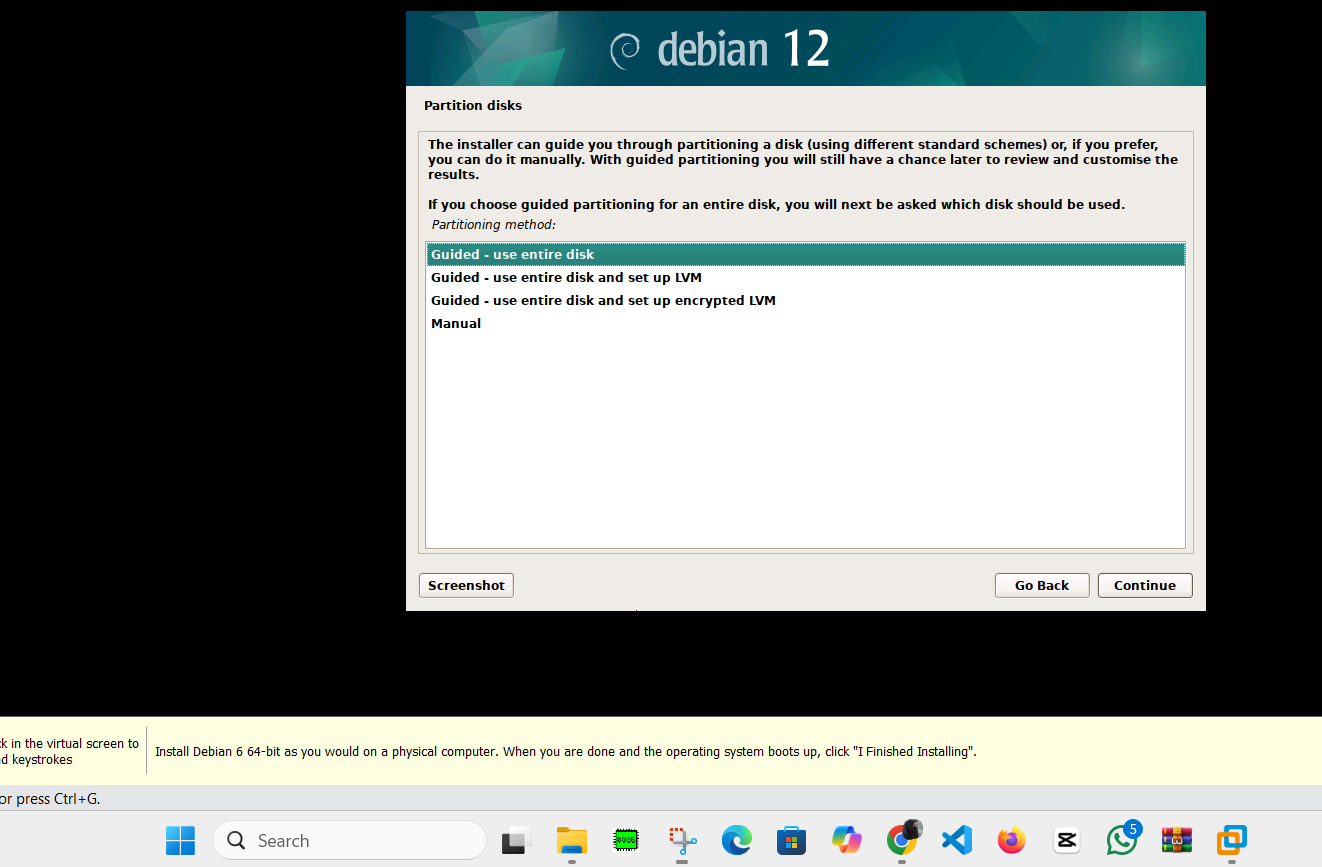 debian 12
Partition disks
The installer can guide you through partitioning a disk (using different standard schemes) or, if you prefer,
you can do it manually. With guided partitioning you will still have a chance later to review and customise the
results.
If you choose guided partitioning for an entire disk, you will next be asked which disk should be used.
Partitioning method:
Guided - use entire disk
Guided - use entire disk and set up LVM
Guided - use entire disk and set up encrypted LVM
Manual
Screenshot
Go Back
Continue
in the virtual screen to
keystrokes
Install Debian 6 64-bit as you would on a physical computer. When you are done and the operating system boots up, click "I Finished Installing".
or press Ctrl+G.
Search
5